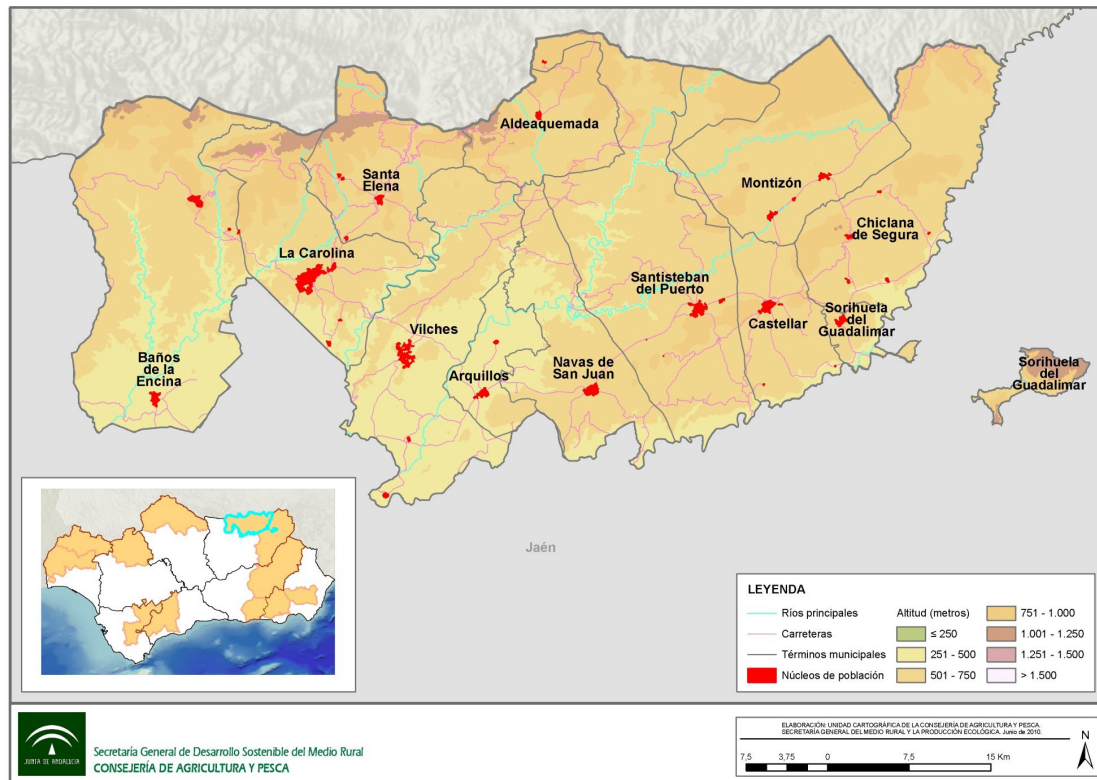 Aldeaquemada
Santa
Elena
Montizón
Chiclana
de Segura
La Carolina
Santisteban
del Puerto
Sorihuela
del
Guadalimar
Castellar
Vilches
Baños
de la
Encina
Arquillos
Navas de
San Juan
Sorihuela
del
Guadalimar
Jaén
LEYENDA
Ríos principales
Carreteras
Términos municipales
Núcleos de población
Altitud (metros)
≤ 250
251 - 500
501 - 750
751 - 1.000
1.001 - 1.250
1.251 - 1.500
> 1.500
JUNTA DE ANDALUCIA
Secretaría General de Desarrollo Sostenible del Medio Rural
CONSEJERÍA DE AGRICULTURA Y PESCA
ELABORACIÓN: UNIDAD CARTOGRÁFICA DE LA CONSEJERÍA DE AGRICULTURA Y PESCA.
SECRETARÍA GENERAL DEL MEDIO RURAL Y LA PRODUCCIÓN ECOLÓGICA. Junio de 2010.
7,5 3,75 0 7,5 15 Km
N